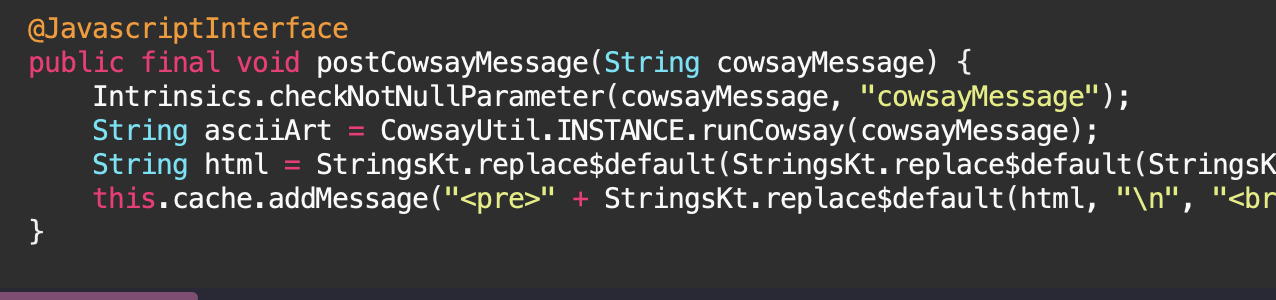 @JavascriptInterface
public final void postCowsayMessage(String cowsayMessage) {
    Intrinsics.checkNotNullParameter(cowsayMessage, "cowsayMessage");
    String asciiArt = CowsayUtil.INSTANCE.runCowsay(cowsayMessage);
    String html = StringsKt.replace$default(StringsKt.replace$default(StringsK
    this.cache.addMessage("<pre>" + StringsKt.replace$default(html, "\n", "<br
}